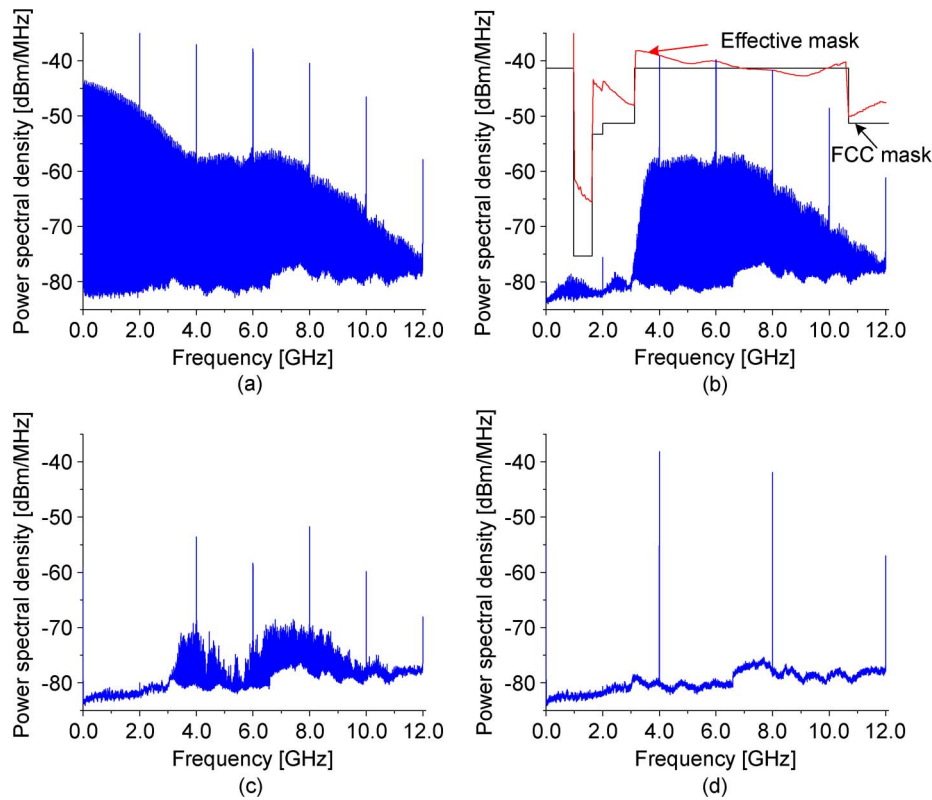 Power spectral density [dBm/MHz]
-40
-50
-60
-70
-80
0.0 2.0 4.0 6.0 8.0 10.0 12.0
Frequency [GHz]
(a)
Power spectral density [dBm/MHz]
-40
-50
-60
-70
-80
Effective mask
FCC mask
0.0 2.0 4.0 6.0 8.0 10.0 12.0
Frequency [GHz]
(b)
Power spectral density [dBm/MHz]
-40
-50
-60
-70
-80
0.0 2.0 4.0 6.0 8.0 10.0 12.0
Frequency [GHz]
(c)
Power spectral density [dBm/MHz]
-40
-50
-60
-70
-80
0.0 2.0 4.0 6.0 8.0 10.0 12.0
Frequency [GHz]
(d)